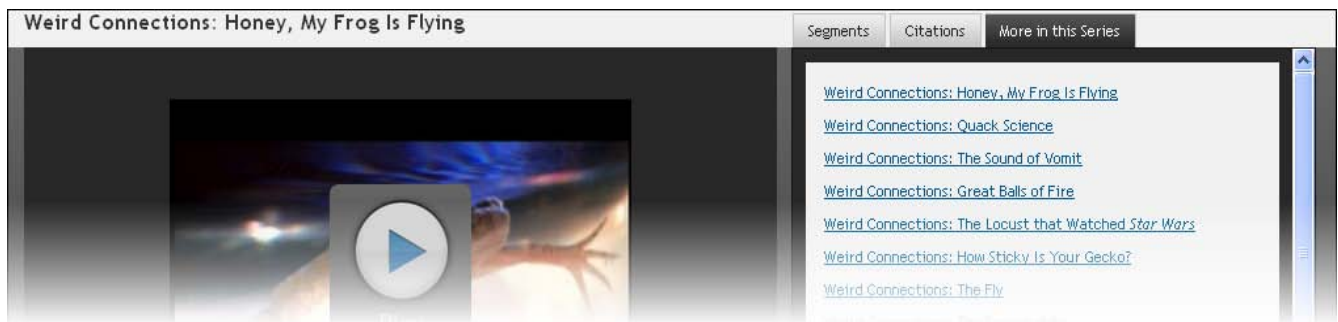 Weird Connections: Honey, My Frog Is Flying
Segments
Citations
More in this Series
Weird Connections: Honey, My Frog Is Flying
Weird Connections: Quack Science
Weird Connections: The Sound of Vomit
Weird Connections: Great Balls of Fire
Weird Connections: The Locust that Watched Star Wars
Weird Connections: How Sticky Is Your Gecko?
Weird Connections: The Fly